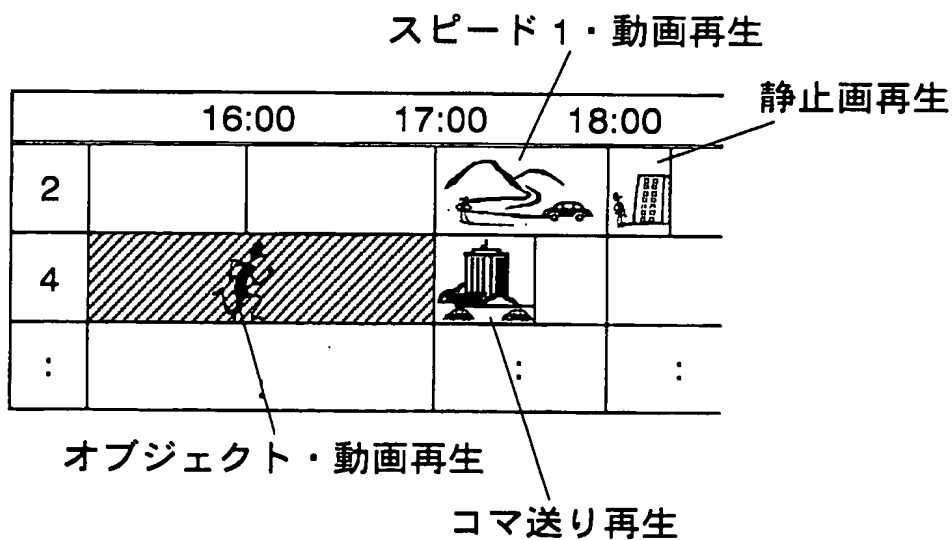 スピード1・動画再生
静止画再生
16:00 17:00 18:00
2
4
: : : :
オブジェクト・動画再生
コマ送り再生